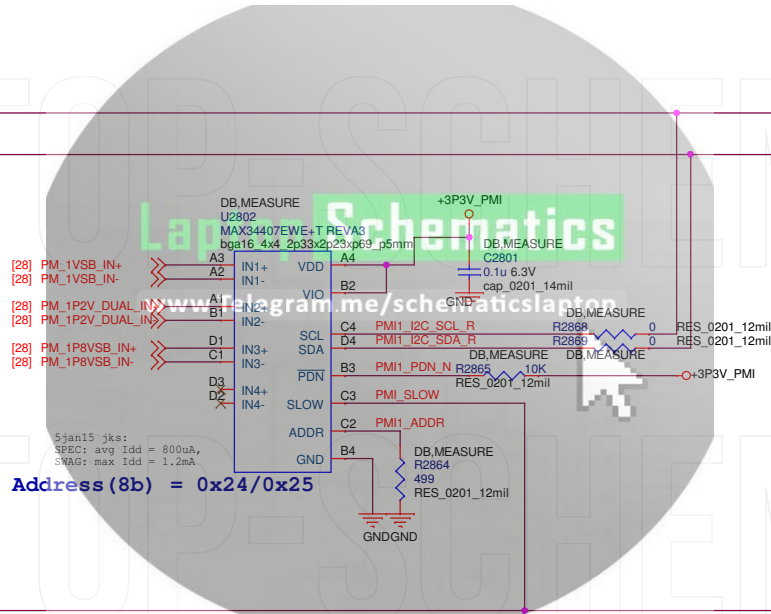 DB,MEASURE
U2802
MAX34407EWE+T REVA3
bga16_4x4_2p33x2p23xp69_p5mm
+3P3V_PMI
Laptop Schematics
DB,MEASURE
C2801
0.1u 6.3V
cap_0201_14mil
GND
[28] PM_1VSB_IN+ A3 IN1+ VDD A4
[28] PM_1VSB_IN- A2 IN1-
VIO B2
[28] PM_1P2V_DUAL_IN+ A1 IN2+
[28] PM_1P2V_DUAL_IN- B1 IN2-
www.Telegram.me/schematicslaptop
DB,MEASURE
SCL C4 PMI1_I2C_SCL_R R2868 0 RES_0201_12mil
SDA D4 PMI1_I2C_SDA_R R2869 0 RES_0201_12mil
DB,MEASURE
[28] PM_1P8VSB_IN+ D1 IN3+
[28] PM_1P8VSB_IN- C1 IN3-
DB,MEASURE
PDN B3 PMI1_PDN_N R2865 10K +3P3V_PMI
RES_0201_12mil
D3 IN4+
D2 IN4-
SLOW C3 PMI_SLOW
ADDR C2 PMI1_ADDR
GND B4
DB,MEASURE
R2864
499
RES_0201_12mil
GND GND
5jan15 jks:
SPEC: avg Idd = 800uA,
SWAG: max Idd = 1.2mA
Address(8b) = 0x24/0x25